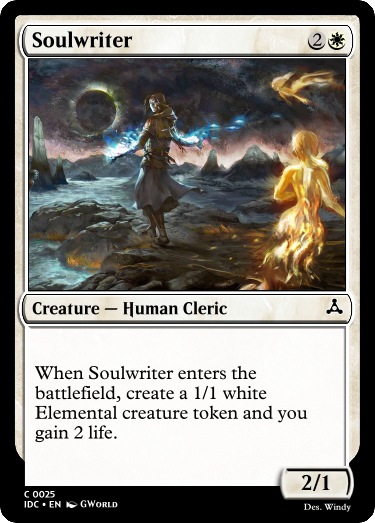 Soulwriter 2
Creature — Human Cleric
When Soulwriter enters the
battlefield, create a 1/1 white
Elemental creature token and you
gain 2 life.
2/1
C 0025
IDC • EN GWORLD
Des. Windy